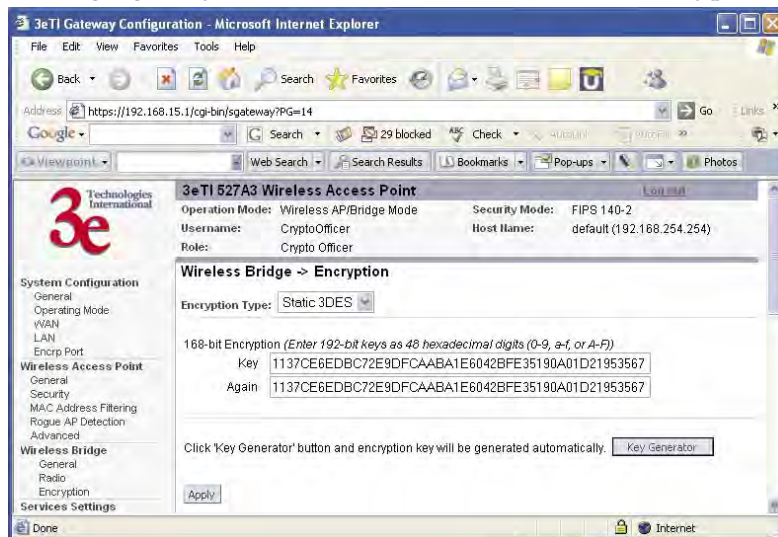 3eTI Gateway Configuration - Microsoft Internet Explorer
File Edit View Favorites Tools Help
Back Search Favorites
Address https://192.168.15.1/cgi-bin/sgateway?PG=14 Go Links
Google Search 29 blocked Check
Viewpoint Web Search Search Results Bookmarks Pop-ups Photos
3e Technologies International
3eTI 527A3 Wireless Access Point Log out
Operation Mode: Wireless AP/Bridge Mode Security Mode: FIPS 140-2
Username: CryptoOfficer Host Name: default (192.168.254.254)
Role: Crypto Officer
System Configuration
General
Operating Mode
WAN
LAN
Encrp Port
Wireless Access Point
General
Security
MAC Address Filtering
Rogue AP Detection
Advanced
Wireless Bridge
General
Radio
Encryption
Services Settings
Wireless Bridge -> Encryption
Encryption Type: Static 3DES
168-bit Encryption (Enter 192-bit keys as 48 hexadecimal digits (0-9, a-f, or A-F))
Key 1137CE6EDBC72E9DFCAABA1E6042BFE35190A01D21953567
Again 1137CE6EDBC72E9DFCAABA1E6042BFE35190A01D21953567
Click 'Key Generator' button and encryption key will be generated automatically. Key Generator
Apply
Done Internet